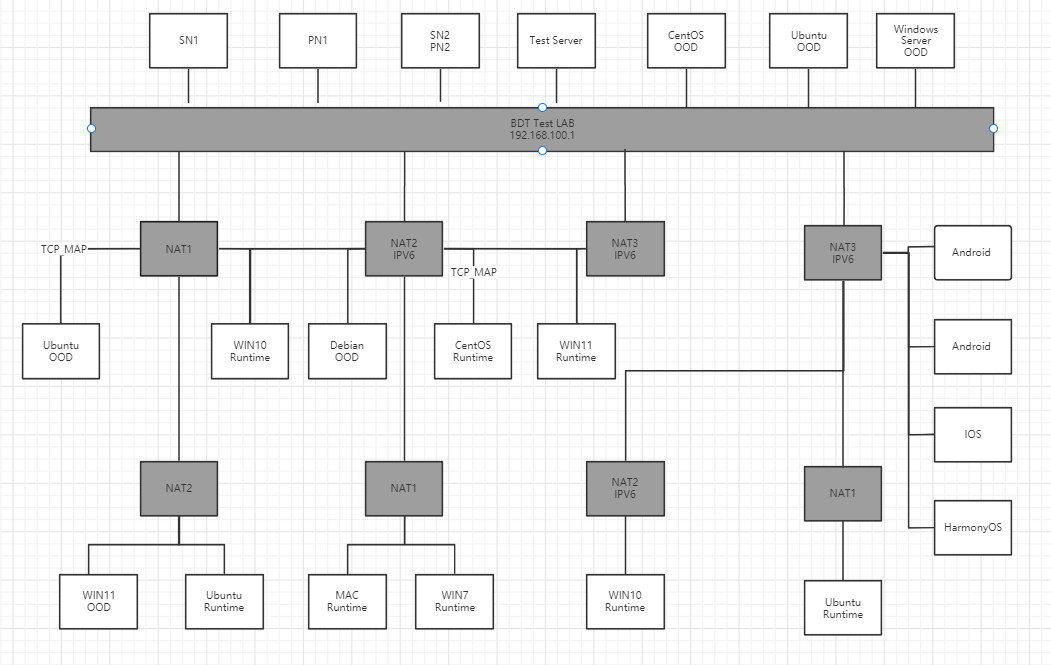 SN1
PN1
SN2
PN2
Test Server
CentOS
OOD
Ubuntu
OOD
Windows
Server
OOD
BDT Test LAB
192.168.100.1
TCP_MAP
NAT1
NAT2
IPV6
TCP_MAP
NAT3
IPV6
NAT3
IPV6
Android
Ubuntu
OOD
WIN10
Runtime
Debian
OOD
CentOS
Runtime
WIN11
Runtime
Android
IOS
NAT2
NAT1
NAT2
IPV6
NAT1
HarmonyOS
WIN11
OOD
Ubuntu
Runtime
MAC
Runtime
WIN7
Runtime
WIN10
Runtime
Ubuntu
Runtime